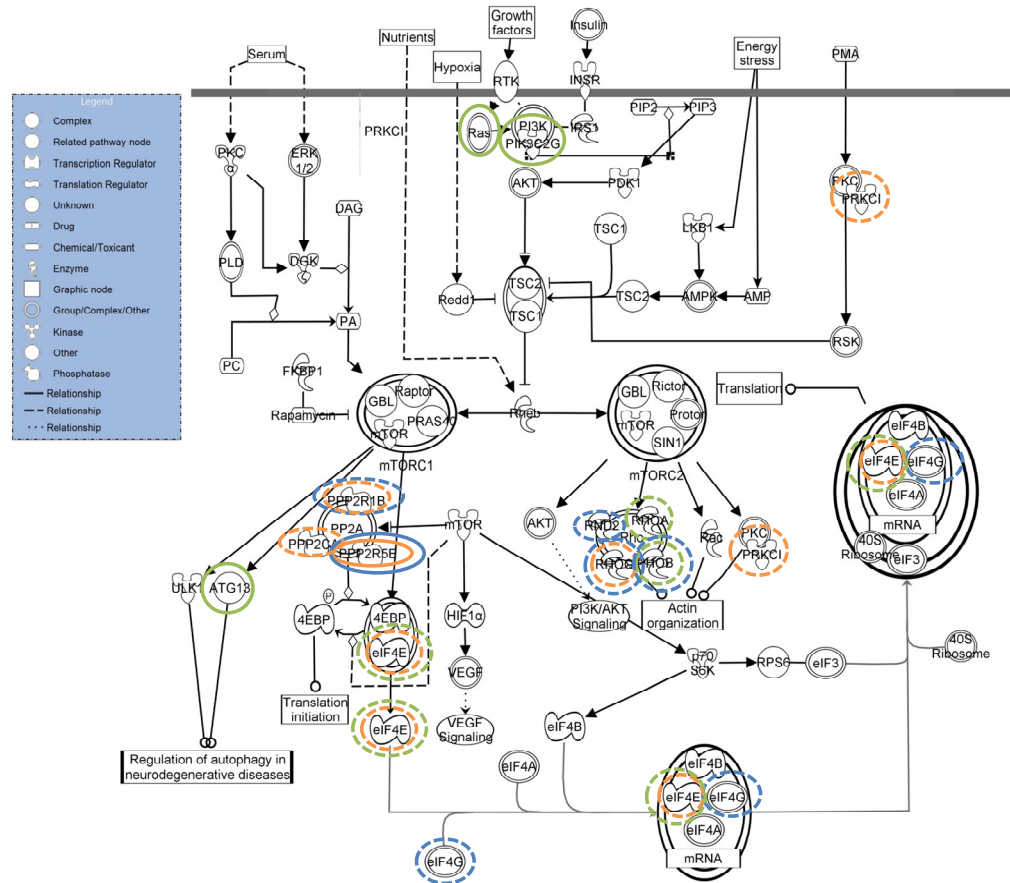 Growth
factors
Insulin
Nutrients
Energy
stress
PMA
Serum
Hypoxia
RTK
INSR
PIP2
PIP3
Legend
Complex
Related pathway node
Transcription Regulator
Translation Regulator
Unknown
Drug
Chemical/Toxicant
Enzyme
Graphic node
Group/Complex/Other
Kinase
Other
Phosphatase
Relationship
Relationship
Relationship
PRKCI
Ras
PI3K
PIK3C2G
IRS1
PKC
ERK
1/2
AKT
PDK1
PKC
PRKCI
DAG
TSC1
LKB1
PLD
DGK
TSC2
TSC1
Redd1
TSC2
AMPK
AMP
PA
RSK
PC
FKBP1
Rapamycin
GBL
Raptor
PRAS40
mTOR
mTORC1
Rheb
GBL
Rictor
Protor
mTOR
SIN1
mTORC2
Translation
eIF4B
eIF4E
eIF4G
eIF4A
mRNA
40S
Ribosome
eIF3
PPP2R1B
PP2A
PPP2CA
PPP2R5B
mTOR
AKT
RND2
RHOA
Rho
RHOG
RHOB
Rac
PKC
PRKCI
ULK1
ATG13
P
4EBP
4EBP
eIF4E
HIF1α
PI3K/AKT
Signaling
Actin
organization
40S
Ribosome
p70
S6K
RPS6
eIF3
VEGF
Translation
initiation
eIF4E
VEGF
Signaling
eIF4B
Regulation of autophagy in
neurodegenerative diseases
eIF4A
eIF4B
eIF4E
eIF4G
eIF4A
mRNA
eIF4G